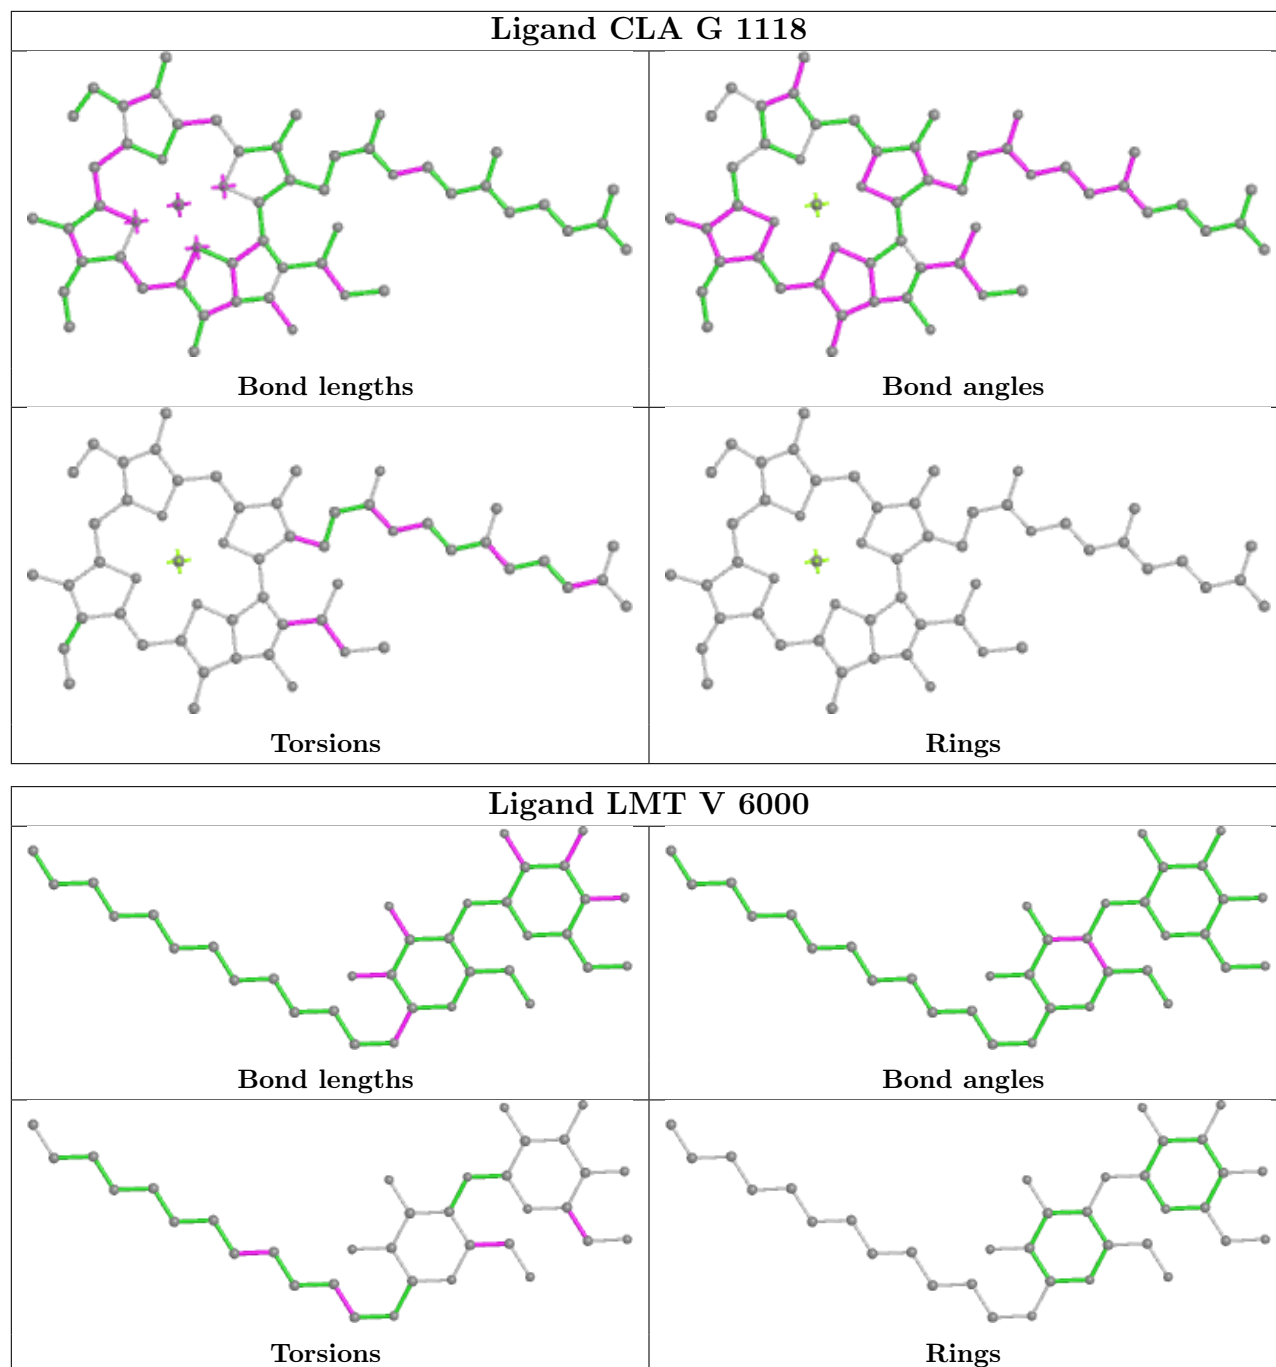 Ligand CLA G 1118
Bond lengths
Bond angles
Torsions
Rings
Ligand LMT V 6000
Bond lengths
Bond angles
Torsions
Rings